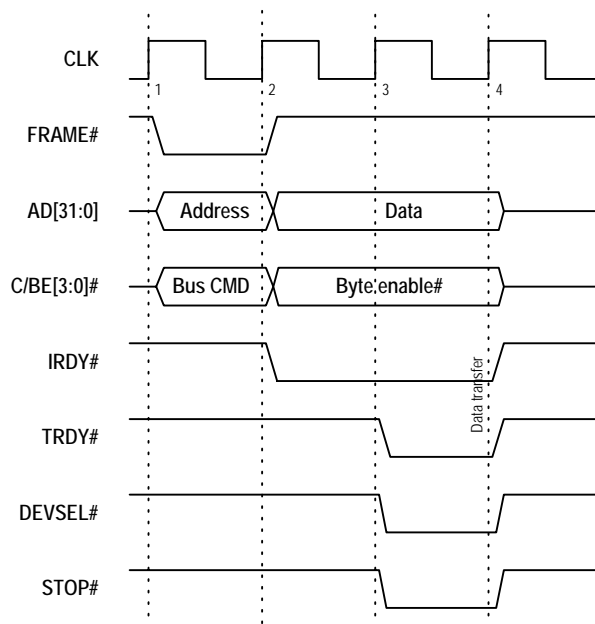 CLK
1 2 3 4
FRAME#
AD[31:0] Address Data
C/BE[3:0]# Bus CMD Byte enable#
IRDY#
Data transfer
TRDY#
DEVSEL#
STOP#